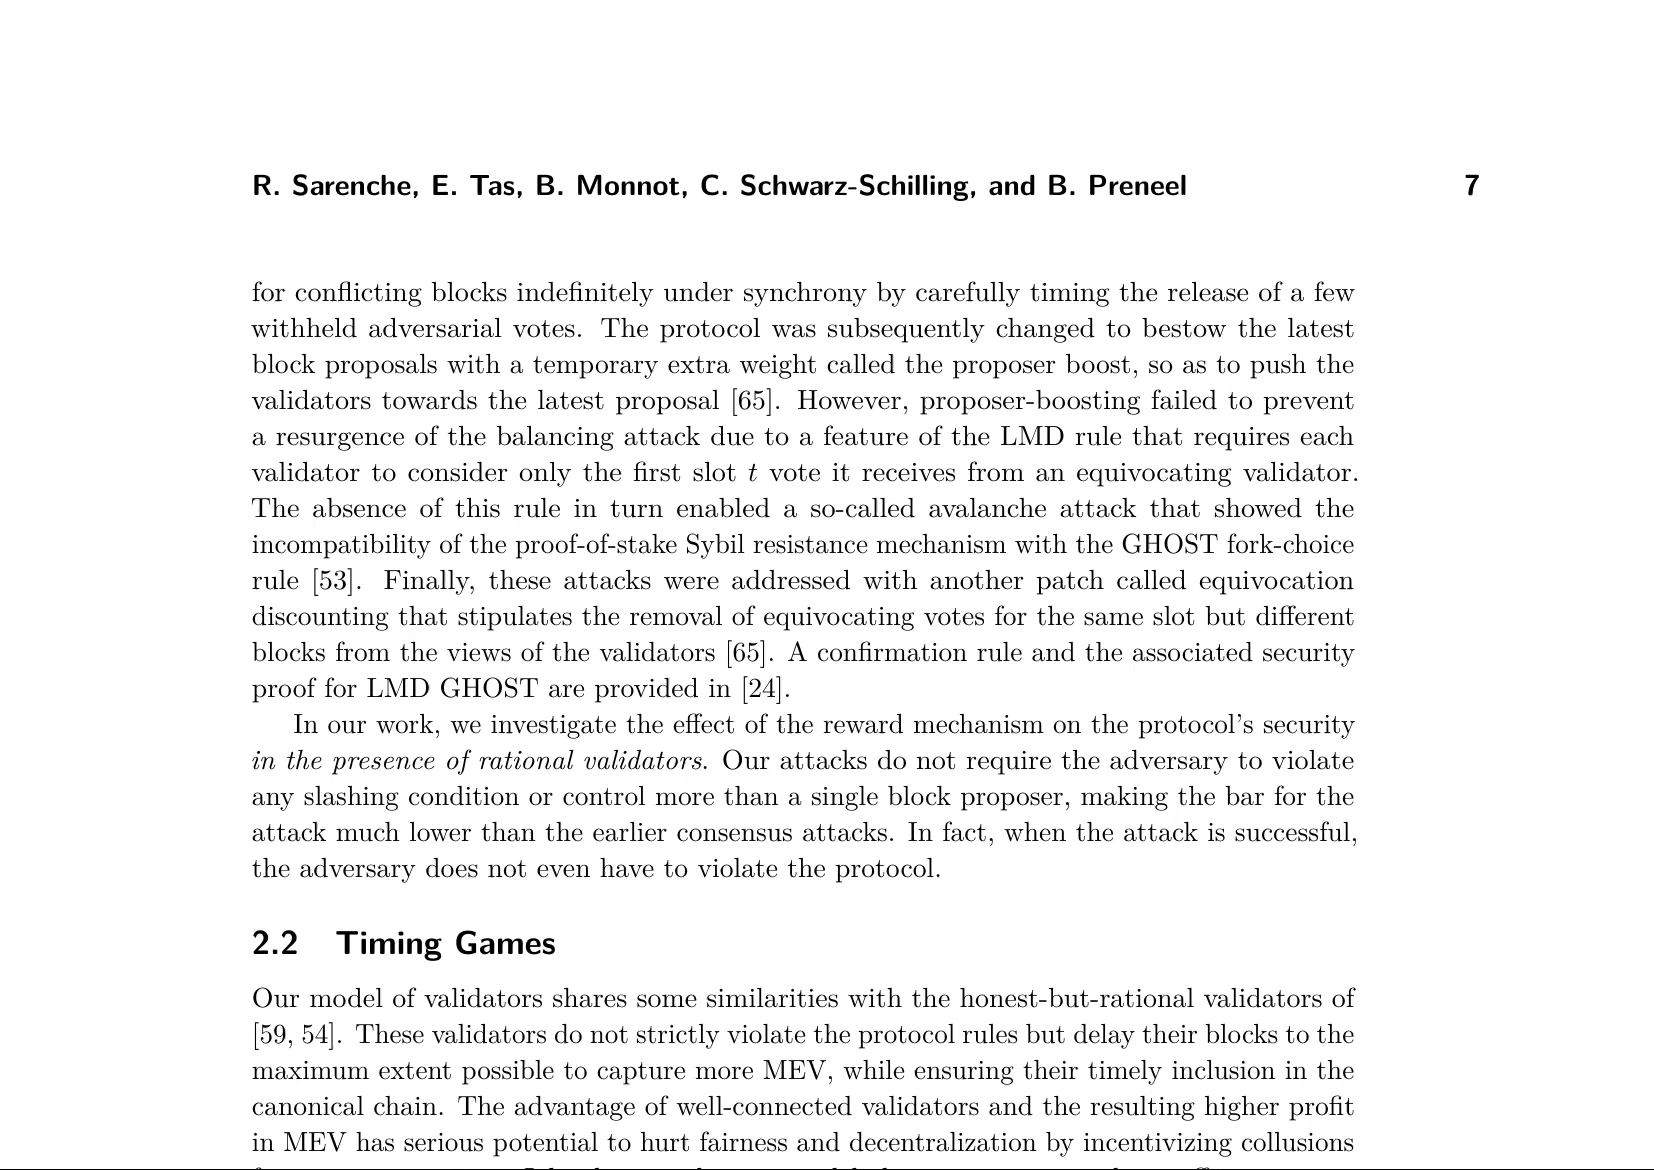 R. Sarenche, E. Tas, B. Monnot, C. Schwarz-Schilling, and B. Preneel 7
for conflicting blocks indefinitely under synchrony by carefully timing the release of a few
withheld adversarial votes. The protocol was subsequently changed to bestow the latest
block proposals with a temporary extra weight called the proposer boost, so as to push the
validators towards the latest proposal [65]. However, proposer-boosting failed to prevent
a resurgence of the balancing attack due to a feature of the LMD rule that requires each
validator to consider only the first slot t vote it receives from an equivocating validator.
The absence of this rule in turn enabled a so-called avalanche attack that showed the
incompatibility of the proof-of-stake Sybil resistance mechanism with the GHOST fork-choice
rule [53]. Finally, these attacks were addressed with another patch called equivocation
discounting that stipulates the removal of equivocating votes for the same slot but different
blocks from the views of the validators [65]. A confirmation rule and the associated security
proof for LMD GHOST are provided in [24].
In our work, we investigate the effect of the reward mechanism on the protocol's security
in the presence of rational validators. Our attacks do not require the adversary to violate
any slashing condition or control more than a single block proposer, making the bar for the
attack much lower than the earlier consensus attacks. In fact, when the attack is successful,
the adversary does not even have to violate the protocol.
2.2 Timing Games
Our model of validators shares some similarities with the honest-but-rational validators of
[59, 54]. These validators do not strictly violate the protocol rules but delay their blocks to the
maximum extent possible to capture more MEV, while ensuring their timely inclusion in the
canonical chain. The advantage of well-connected validators and the resulting higher profit
in MEV has serious potential to hurt fairness and decentralization by incentivizing collusions